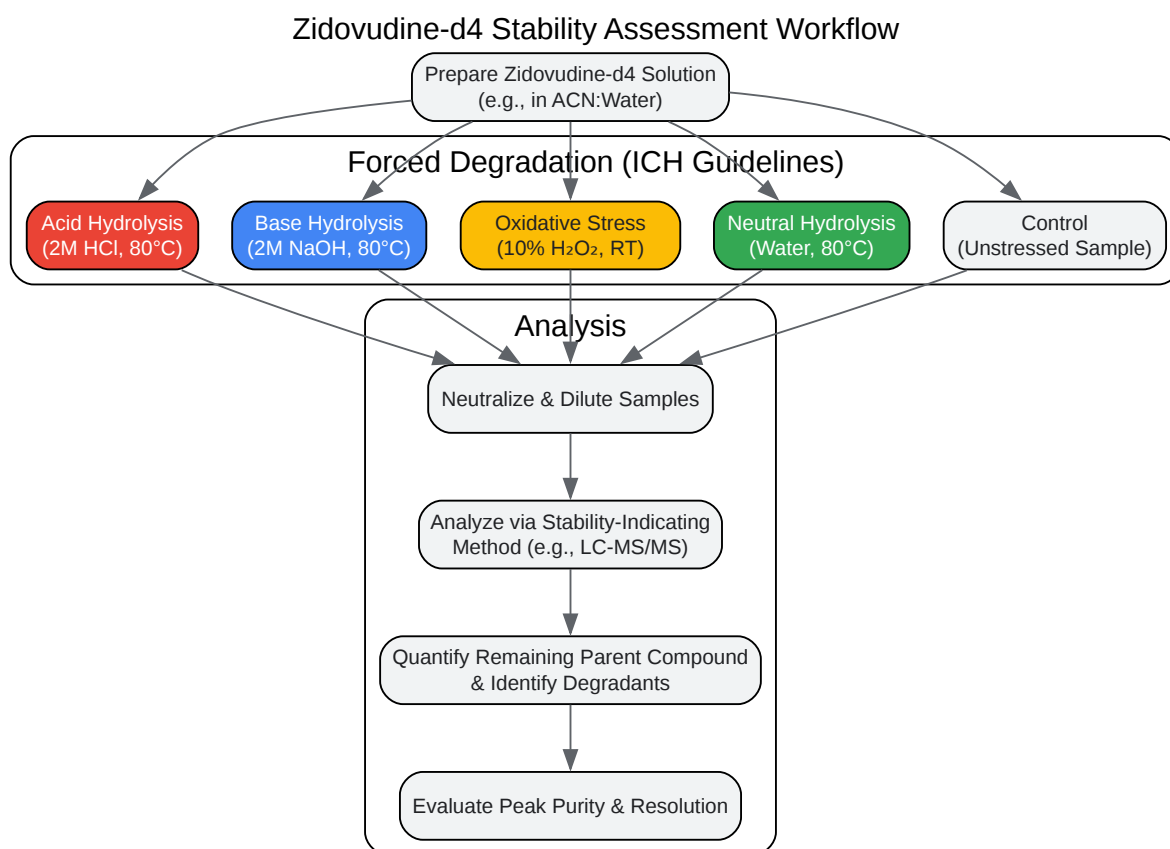 Zidovudine-d4 Stability Assessment Workflow
Prepare Zidovudine-d4 Solution
(e.g., in ACN:Water)
Forced Degradation (ICH Guidelines)
Acid Hydrolysis
(2M HCl, 80°C)
Base Hydrolysis
(2M NaOH, 80°C)
Oxidative Stress
(10% H₂O₂, RT)
Neutral Hydrolysis
(Water, 80°C)
Control
(Unstressed Sample)
Analysis
Neutralize & Dilute Samples
Analyze via Stability-Indicating
Method (e.g., LC-MS/MS)
Quantify Remaining Parent Compound
& Identify Degradants
Evaluate Peak Purity & Resolution